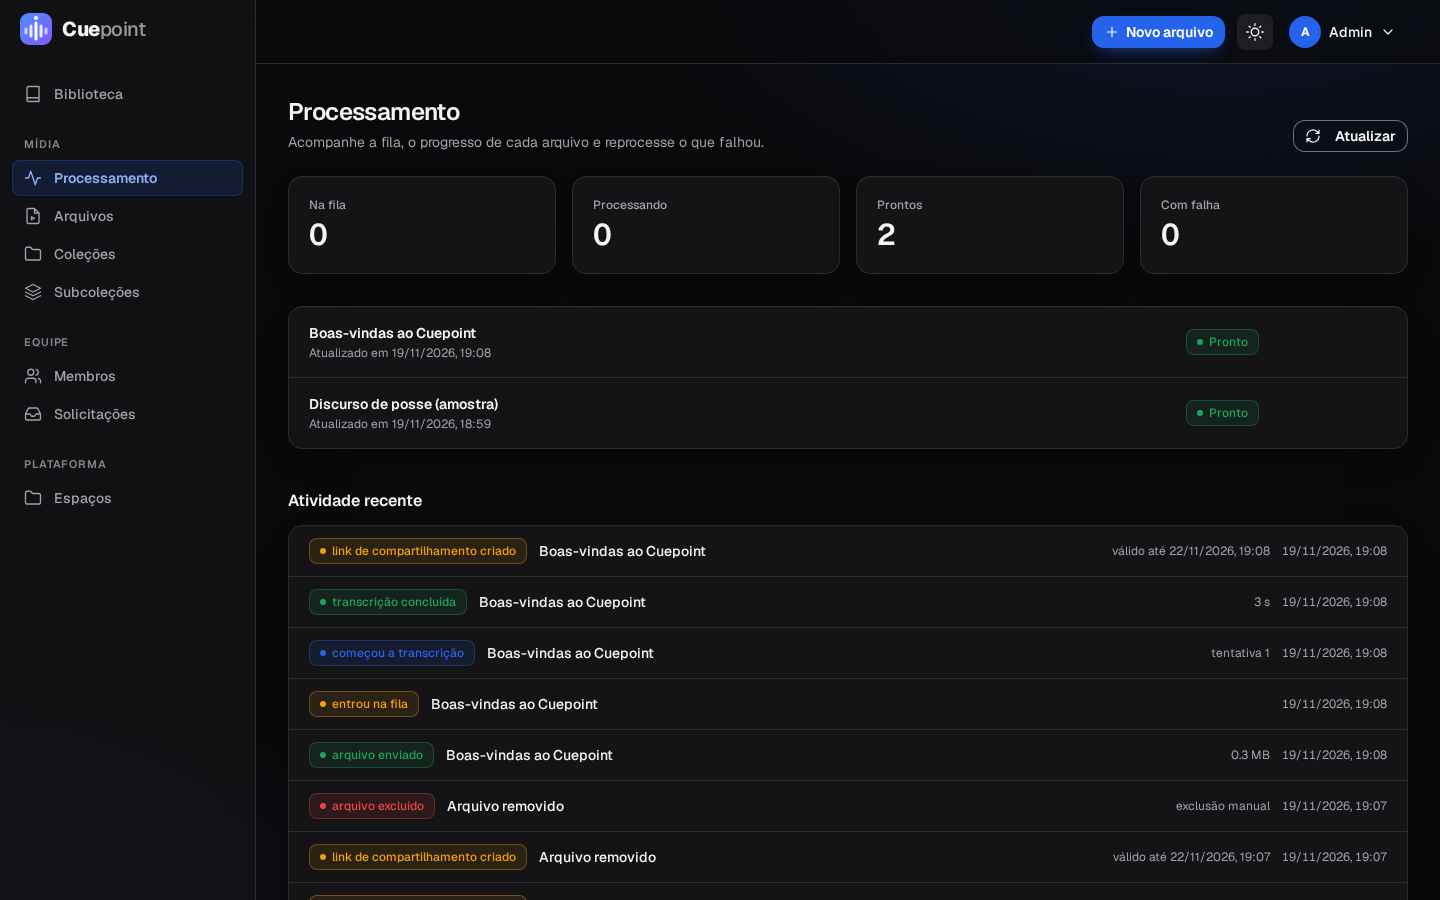 Cuepoint
Novo arquivo
A
Admin
Biblioteca
MÍDIA
Processamento
Arquivos
Coleções
Subcoleções
EQUIPE
Membros
Solicitações
PLATAFORMA
Espaços
Processamento
Acompanhe a fila, o progresso de cada arquivo e reprocesse o que falhou.
Atualizar
Na fila
0
Processando
0
Prontos
2
Com falha
0
Boas-vindas ao Cuepoint
Atualizado em 19/11/2026, 19:08
Pronto
Discurso de posse (amostra)
Atualizado em 19/11/2026, 18:59
Pronto
Atividade recente
link de compartilhamento criado Boas-vindas ao Cuepoint válido até 22/11/2026, 19:08 19/11/2026, 19:08
transcrição concluída Boas-vindas ao Cuepoint 3 s 19/11/2026, 19:08
começou a transcrição Boas-vindas ao Cuepoint tentativa 1 19/11/2026, 19:08
entrou na fila Boas-vindas ao Cuepoint 19/11/2026, 19:08
arquivo enviado Boas-vindas ao Cuepoint 0.3 MB 19/11/2026, 19:08
arquivo excluído Arquivo removido exclusão manual 19/11/2026, 19:07
link de compartilhamento criado Arquivo removido válido até 22/11/2026, 19:07 19/11/2026, 19:07